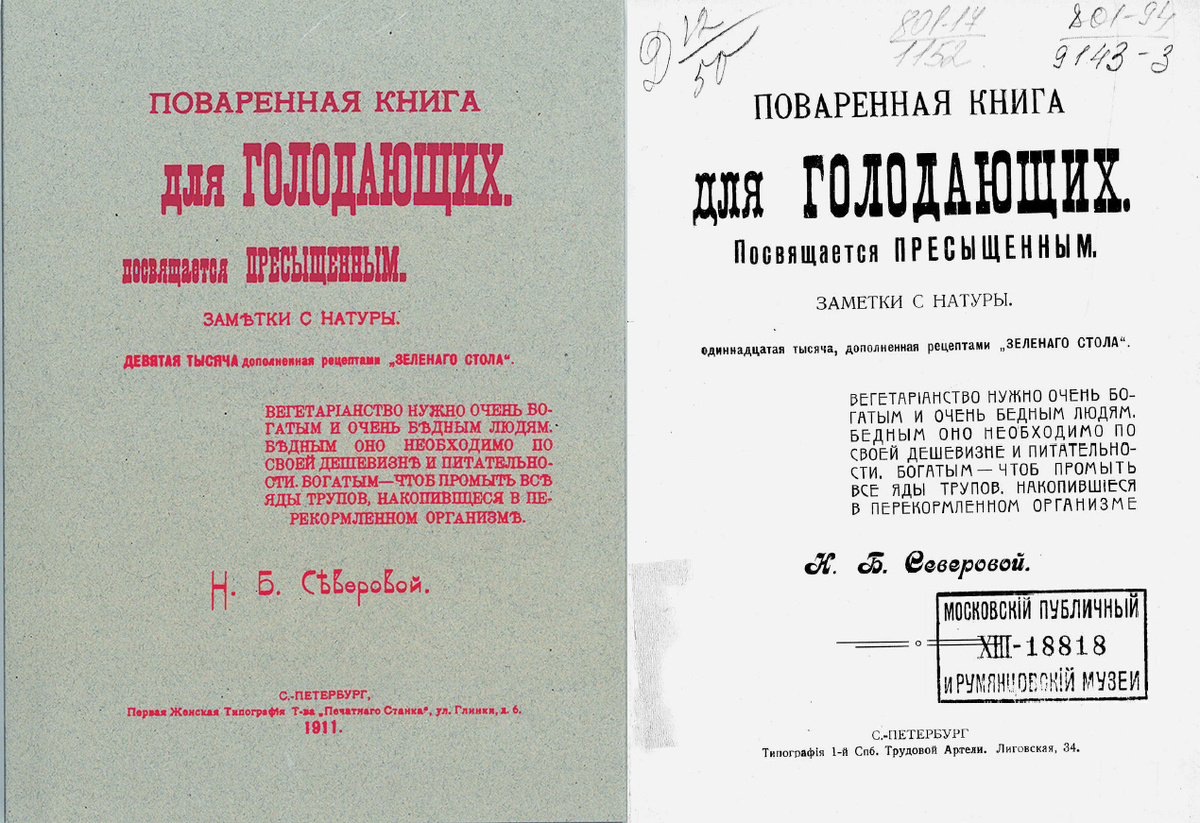 ПОВАРЕННАЯ КНИГА
для ГОЛОДАЮЩИХ.
посвящается ПРЕСЫЩЕННЫМ.
ЗАМѢТКИ С НАТУРЫ.
ДЕВЯТАЯ ТЫСЯЧА дополненная рецептами „ЗЕЛЕНАГО СТОЛА“.
ВЕГЕТАРІАНСТВО НУЖНО ОЧЕНЬ БО-
ГАТЫМ И ОЧЕНЬ БѢДНЫМ ЛЮДЯМ.
БѢДНЫМ ОНО НЕОБХОДИМО ПО
СВОЕЙ ДЕШЕВИЗНѢ И ПИТАТЕЛЬНО-
СТИ. БОГАТЫМ—ЧТОБ ПРОМЫТЬ ВСѢ
ЯДЫ ТРУПОВ, НАКОПИВЩЕСЯ В ПЕ-
РЕКОРМЛЕННОМ ОРГАНИЗМѢ.
Н. Б. Сѣверовой.
С.-ПЕТЕРБУРГ,
Первая Женская Типографія Т-ва „Печатнаго Станка“, ул. Глинки, д. 6.
1911.
Д 12/50
801-17
1152
801-94
9143-3
ПОВАРЕННАЯ КНИГА
для ГОЛОДАЮЩИХ.
Посвящается ПРЕСЫЩЕННЫМ.
ЗАМЕТКИ С НАТУРЫ.
одиннадцатая тысяча, дополненная рецептами „ЗЕЛЕНАГО СТОЛА“.
ВЕГЕТАРІАНСТВО НУЖНО ОЧЕНЬ БО-
ГАТЫМ И ОЧЕНЬ БЕДНЫМ ЛЮДЯМ.
БЕДНЫМ ОНО НЕОБХОДИМО ПО
СВОЕЙ ДЕШЕВИЗНЕ И ПИТАТЕЛЬНО-
СТИ. БОГАТЫМ — ЧТОБ ПРОМЫТЬ
ВСЕ ЯДЫ ТРУПОВ, НАКОПИВШІЕСЯ
В ПЕРЕКОРМЛЕННОМ ОРГАНИЗМЕ
Н. Б. Северовой.
МОСКОВСКІЙ ПУБЛИЧНЫЙ
XIII-18818
И РУМЯНЦОВСКІЙ МУЗЕИ
С.-ПЕТЕРБУРГ
Типографія 1-й Спб. Трудовой Артели. Лиговская, 34.